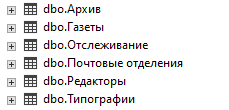 dbo.Архив
dbo.Газеты
dbo.Отслеживание
dbo.Почтовые отделения
dbo.Редакторы
dbo.Типографии